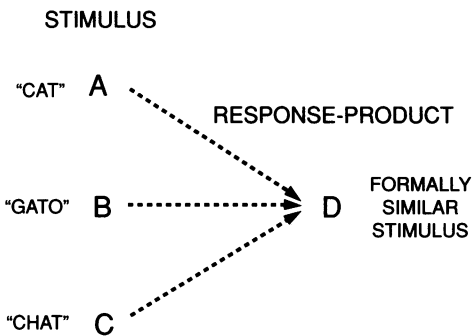 STIMULUS
"CAT" A
RESPONSE-PRODUCT
"GATO" B
D
FORMALLY
SIMILAR
STIMULUS
"CHAT" C